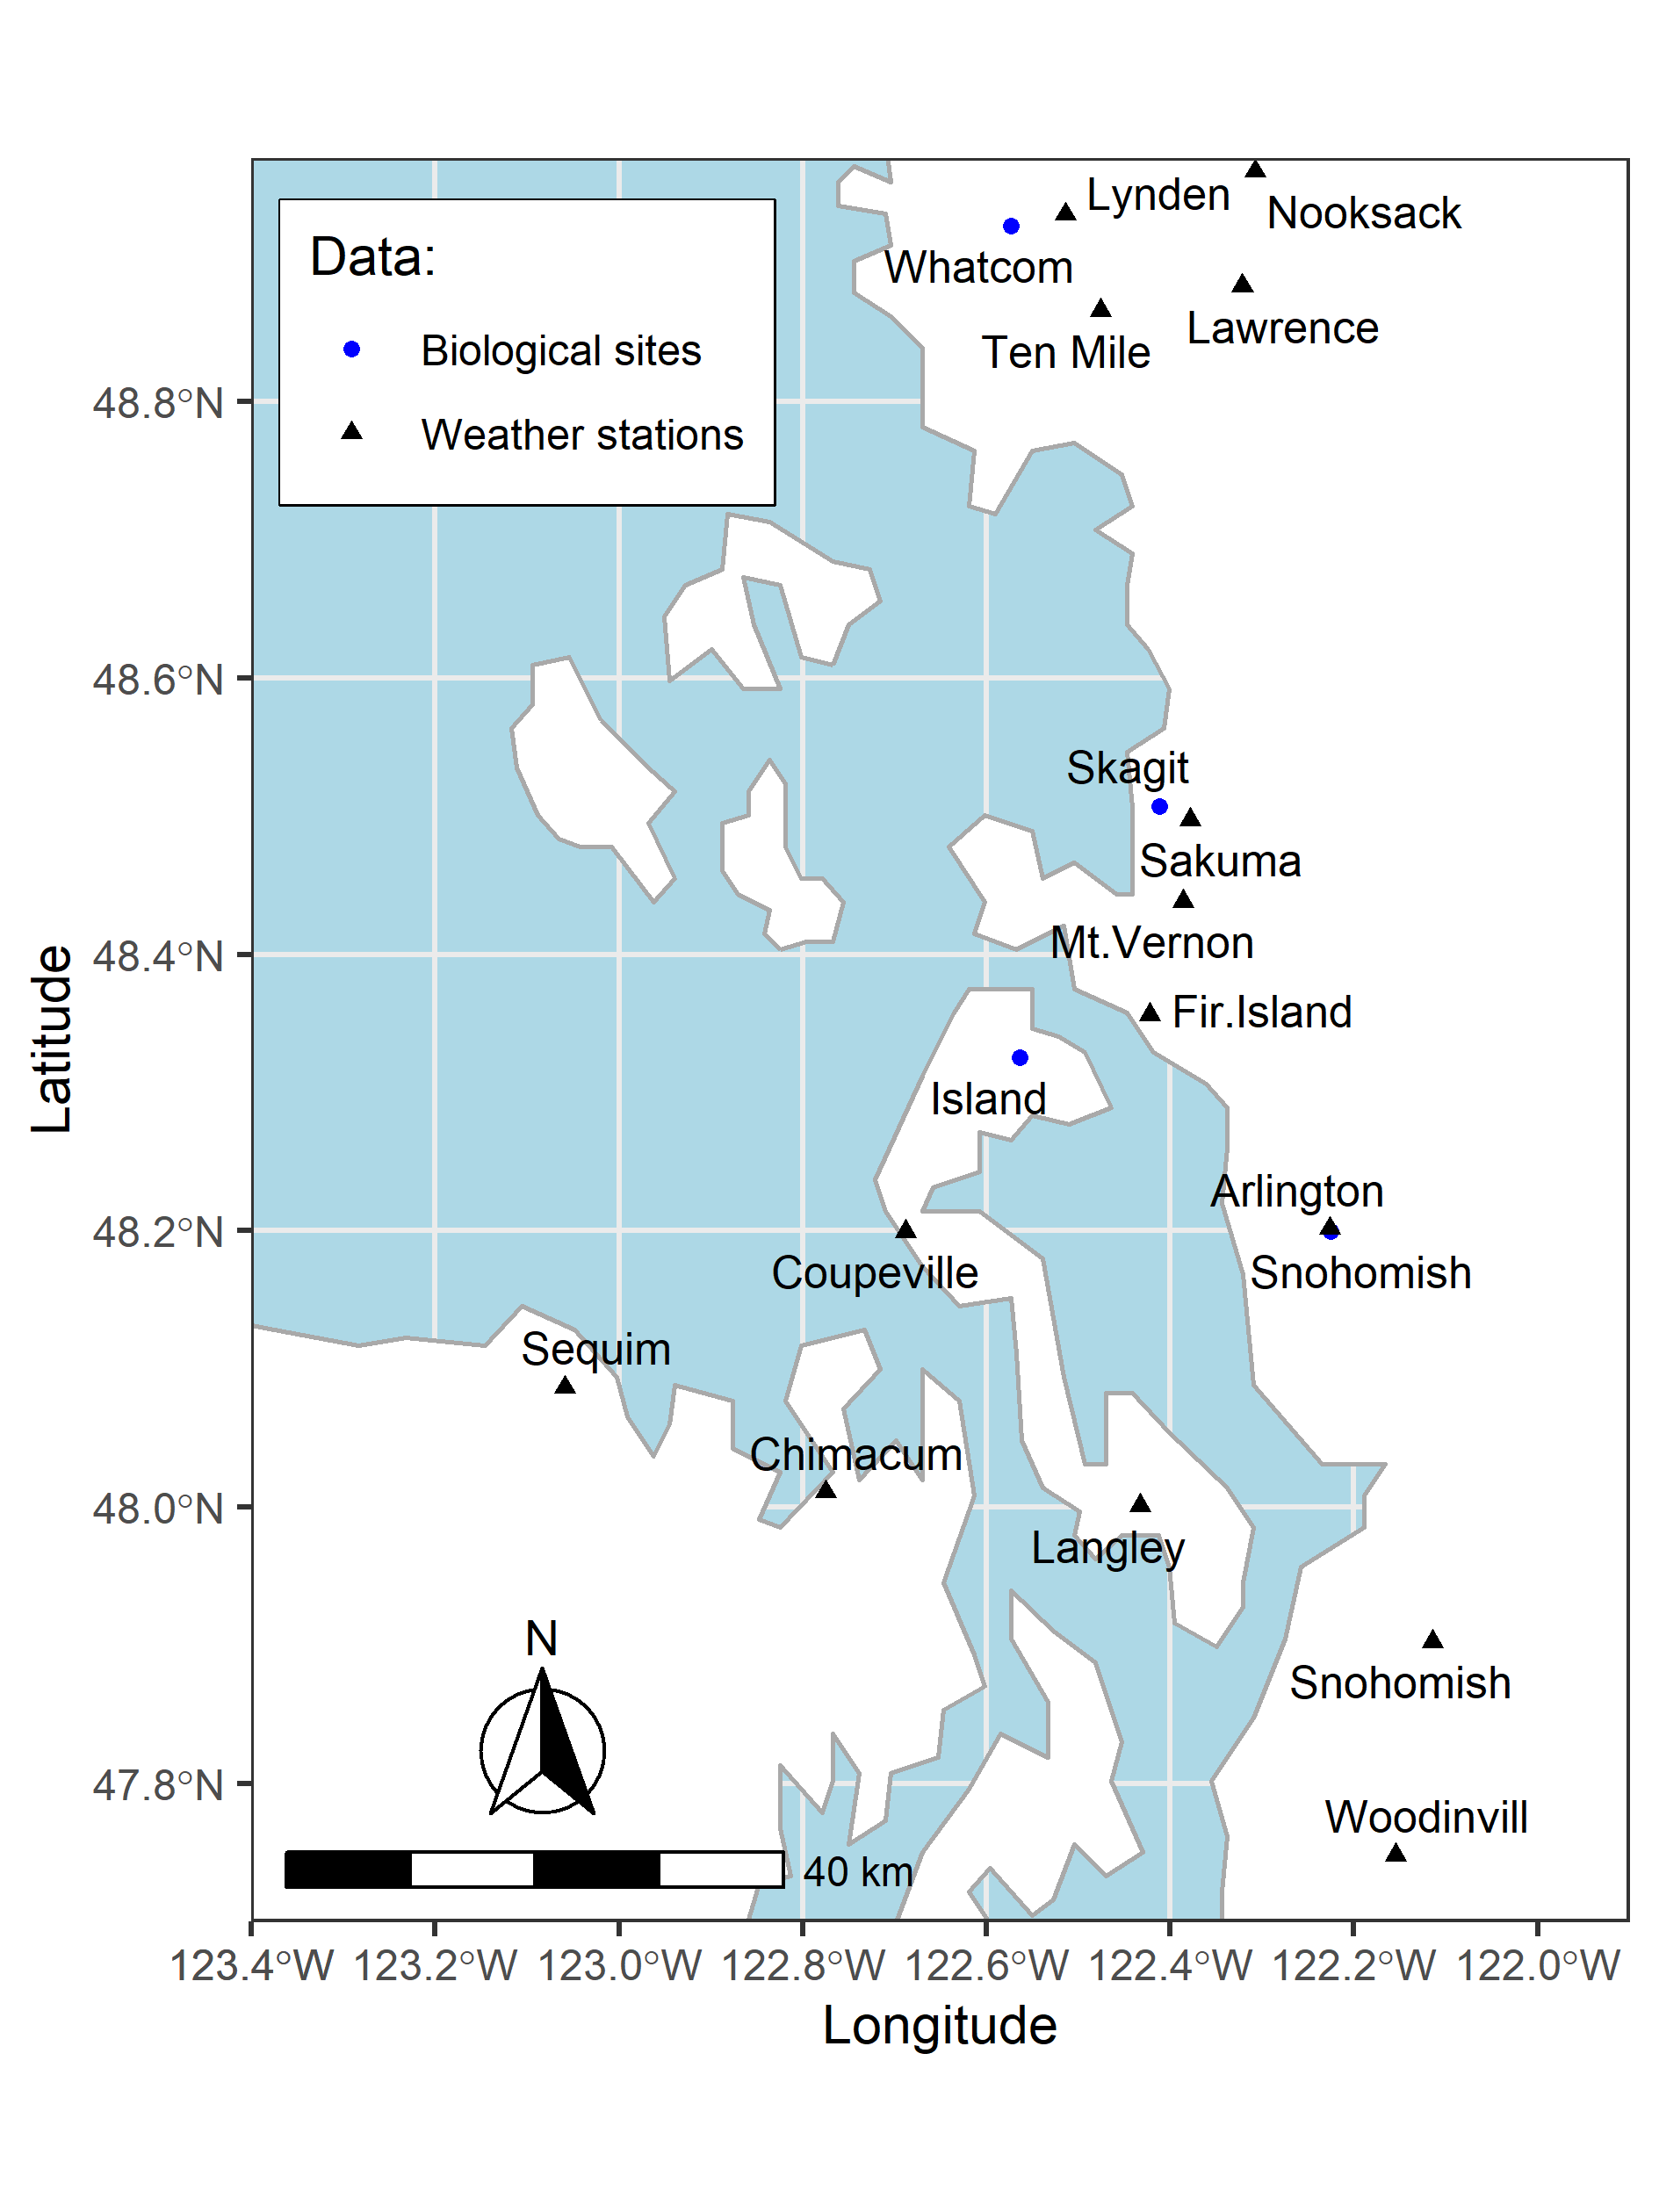 Data:
Biological sites
Weather stations
Lynden
Nooksack
Whatcom
Lawrence
Ten Mile
48.8°N
48.6°N
Skagit
Sakuma
Mt.Vernon
48.4°N
Fir.Island
Latitude
Island
Arlington
48.2°N
Coupeville
Snohomish
Sequim
Chimacum
48.0°N
Langley
N
Snohomish
47.8°N
Woodinvill
40 km
123.4°W 123.2°W 123.0°W 122.8°W 122.6°W 122.4°W 122.2°W 122.0°W
Longitude